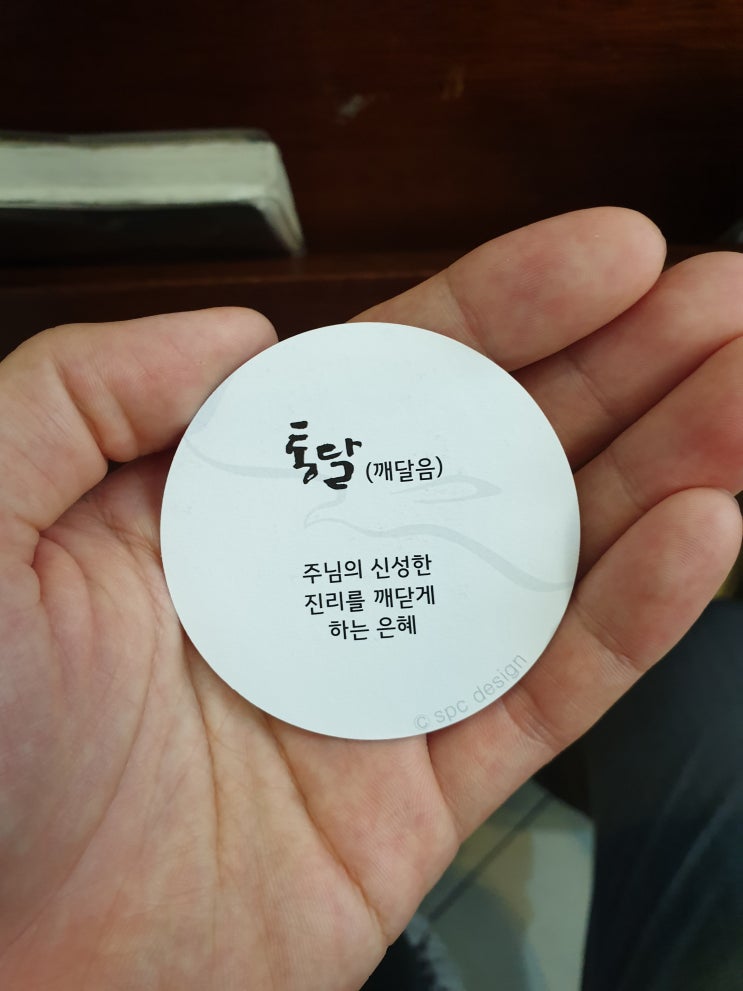 통달 (깨달음)
주님의 신성한
진리를 깨닫게
하는 은혜
© spc design